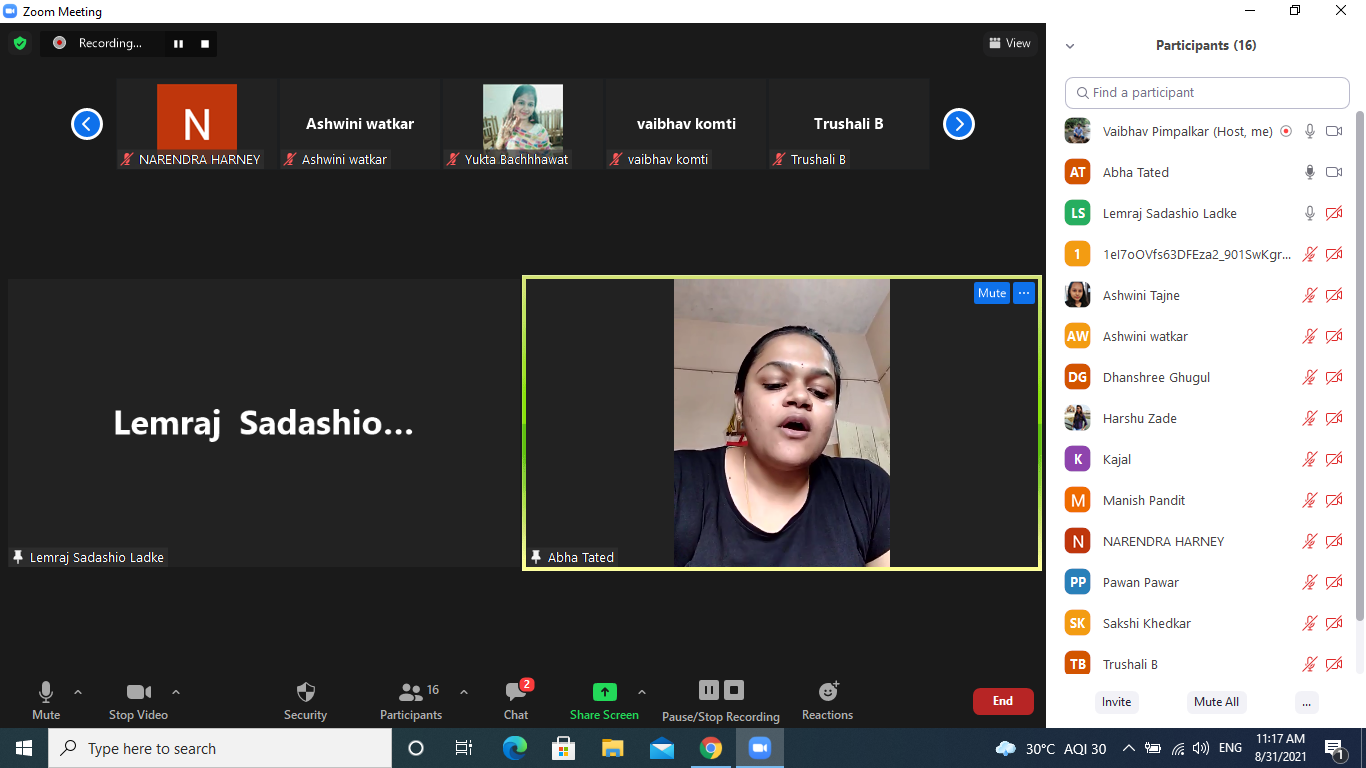 Zoom Meeting
Recording...
View
N
NARENDRA HARNEY
Ashwini watkar
Ashwini watkar
Yukta Bachhhawat
vaibhav komti
vaibhav komti
Trushali B
Trushali B
Lemraj Sadashio...
Lemraj Sadashio Ladke
Mute
...
Abha Tated
Participants (16)
Find a participant
Vaibhav Pimpalkar (Host, me)
AT Abha Tated
LS Lemraj Sadashio Ladke
1 1eI7oOVfs63DFEza2_901SwKgr...
Ashwini Tajne
AW Ashwini watkar
DG Dhanshree Ghugul
Harshu Zade
K Kajal
M Manish Pandit
N NARENDRA HARNEY
PP Pawan Pawar
SK Sakshi Khedkar
TB Trushali B
Invite
Mute All
...
Mute
Stop Video
Security
16
Participants
2
Chat
Share Screen
Pause/Stop Recording
Reactions
End
Type here to search
30°C AQI 30
ENG
11:17 AM
8/31/2021
1